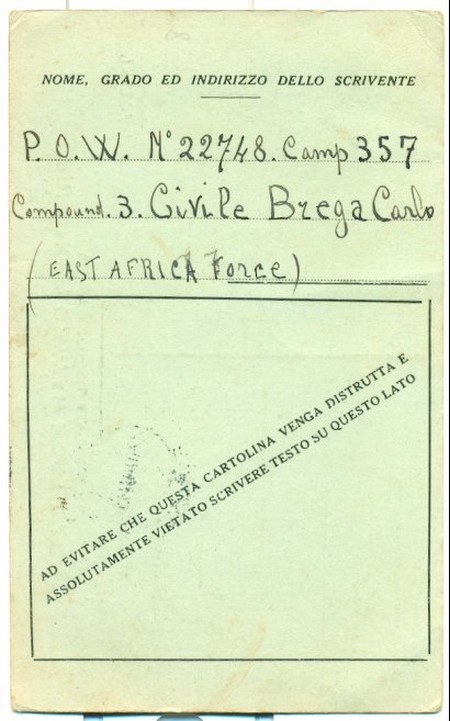 NOME, GRADO ED INDIRIZZO DELLO SCRIVENTE
P. O. W. N° 22748. Camp 357
Compound. 3. Civile Brega Carlo
(EAST AFRICA Force)
AD EVITARE CHE QUESTA CARTOLINA VENGA DISTRUTTA E
ASSOLUTAMENTE VIETATO SCRIVERE TESTO SU QUESTO LATO